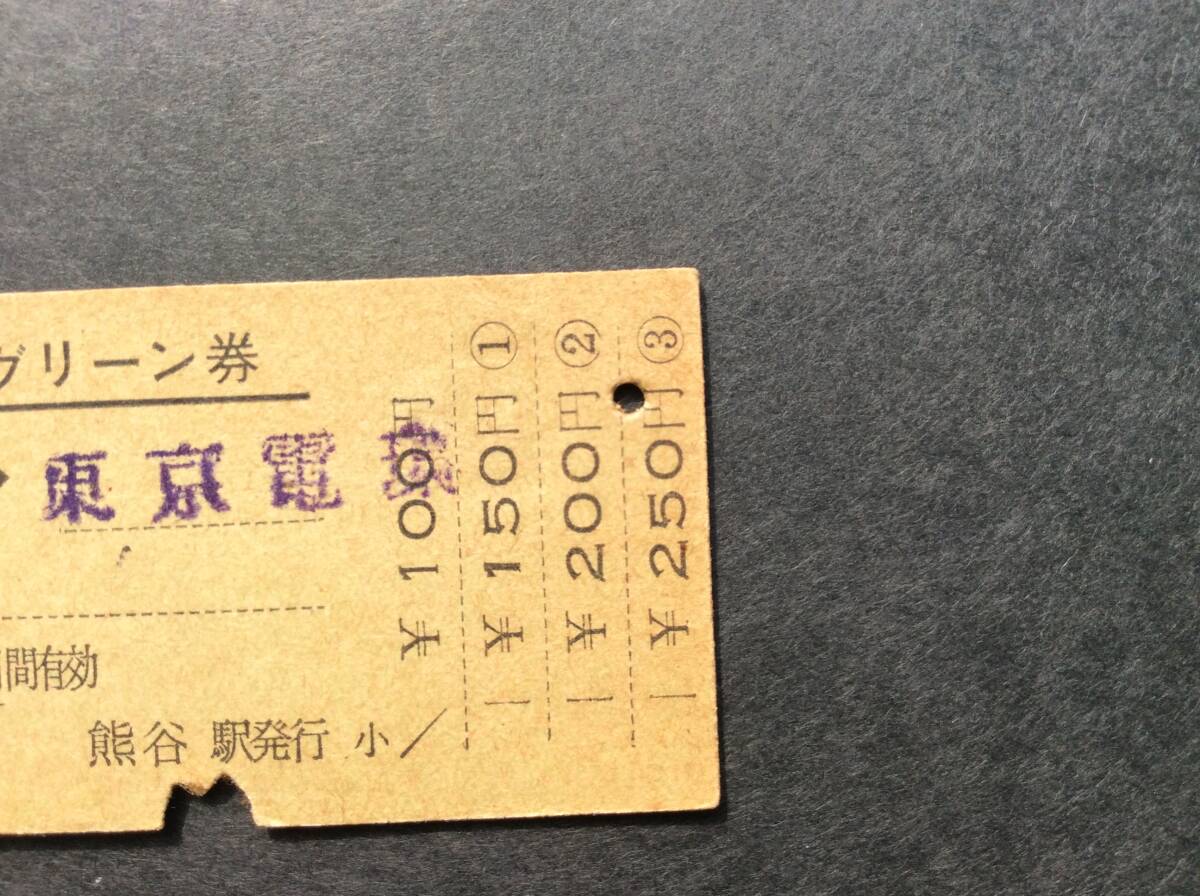 グリーン券
東京電環
間有効
熊谷 駅発行 小
¥100円
¥150円①
¥200円②
¥250円③